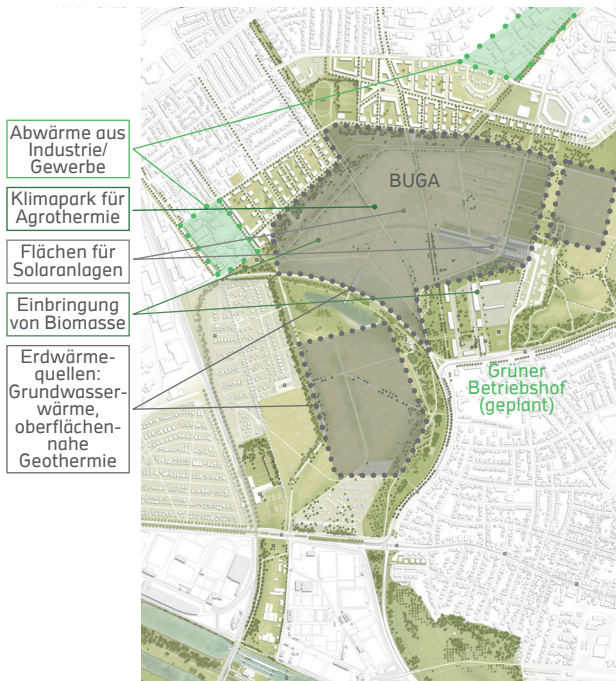 Abwärme aus
Industrie/
Gewerbe
Klimapark für
Agrothermie
Flächen für
Solaranlagen
Einbringung
von Biomasse
Erdwärme-
quellen:
Grundwasser-
wärme,
oberflächen-
nahe
Geothermie
BUGA
Grüner
Betriebshof
(geplant)